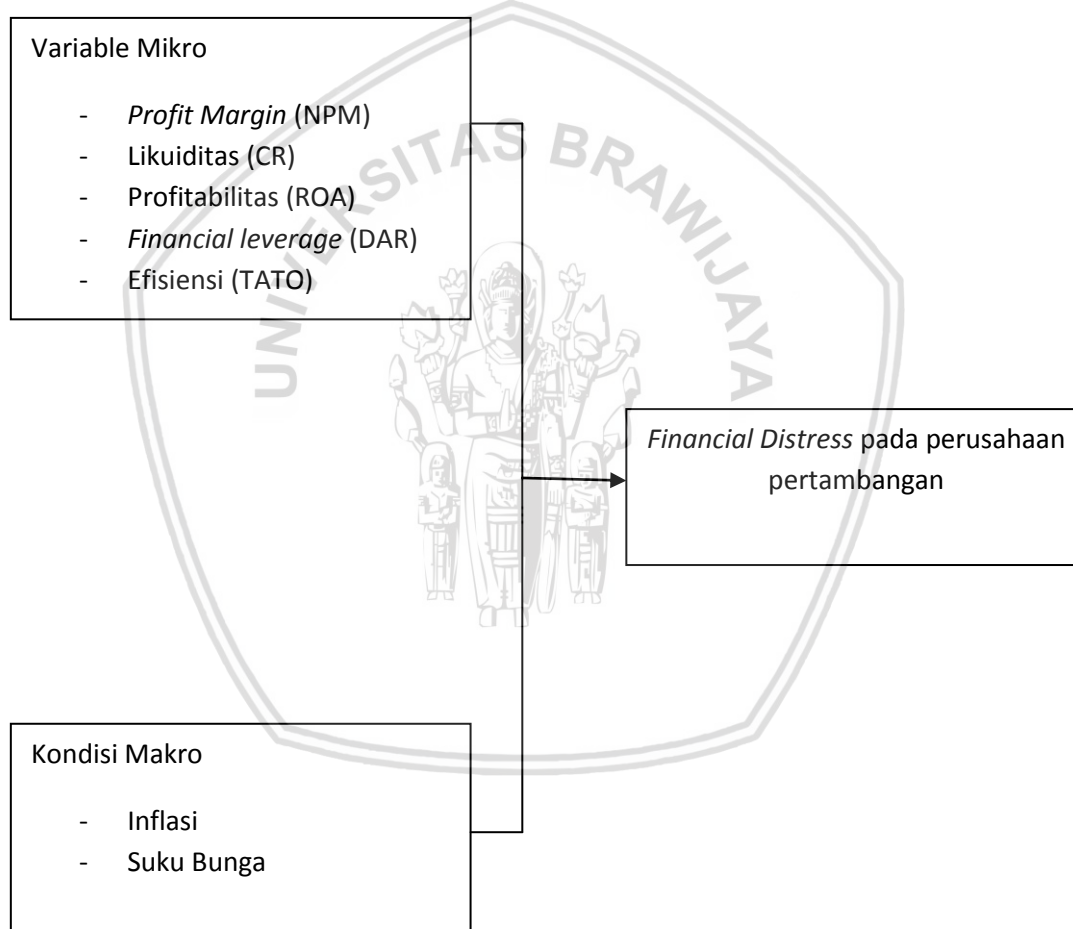 Variable Mikro
- Profit Margin (NPM)
- Likuiditas (CR)
- Profitabilitas (ROA)
- Financial leverage (DAR)
- Efisiensi (TATO)
UNIVERSITAS BRAWIJAYA
Financial Distress pada perusahaan
pertambangan
Kondisi Makro
- Inflasi
- Suku Bunga